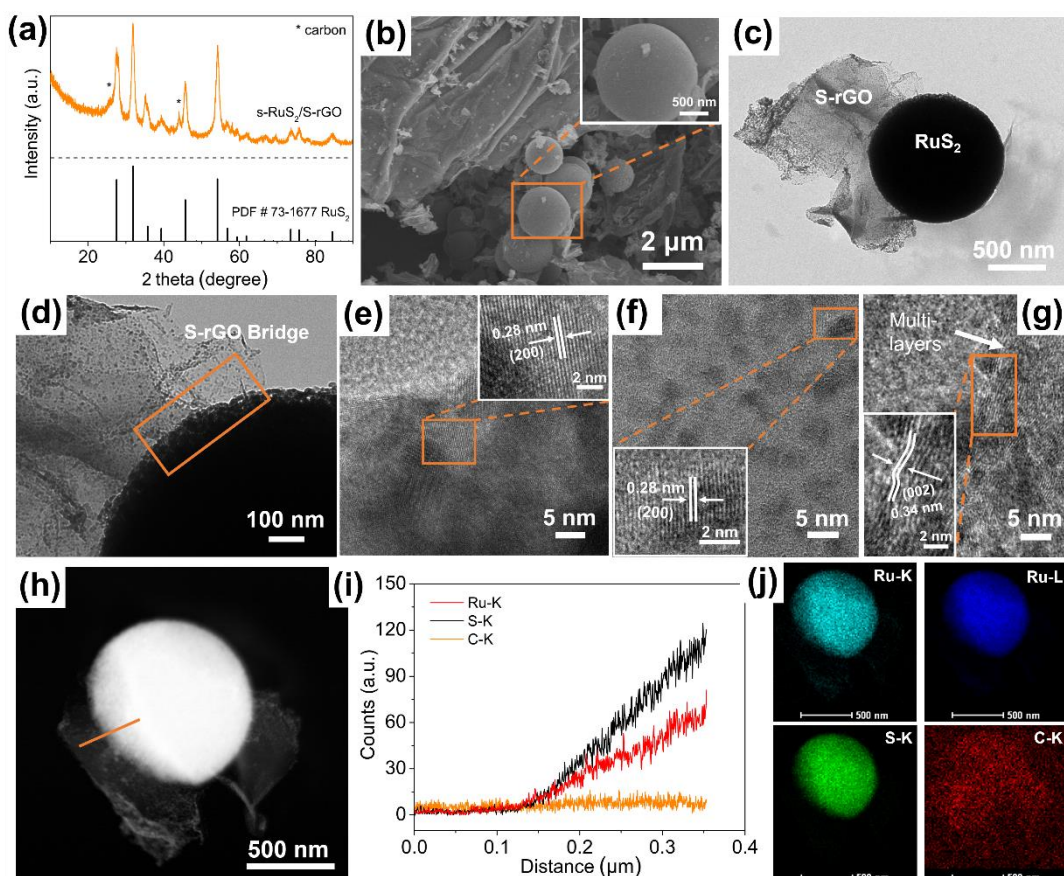 (a)
* carbon
*
*
s-RuS₂/S-rGO
PDF # 73-1677 RuS₂
Intensity (a.u.)
20 40 60 80
2 theta (degree)
(b)
500 nm
2 µm
(c)
S-rGO
RuS₂
500 nm
(d)
S-rGO Bridge
100 nm
(e)
0.28 nm
(200)
2 nm
5 nm
(f)
0.28 nm
(200)
2 nm
5 nm
(g)
Multi-
layers
(002)
0.34 nm
2 nm
5 nm
(h)
500 nm
(i)
150
120
90
60
30
0
Counts (a.u.)
Ru-K
S-K
C-K
0.0 0.1 0.2 0.3 0.4
Distance (µm)
(j)
Ru-K
500 nm
Ru-L
500 nm
S-K
500 nm
C-K
500 nm